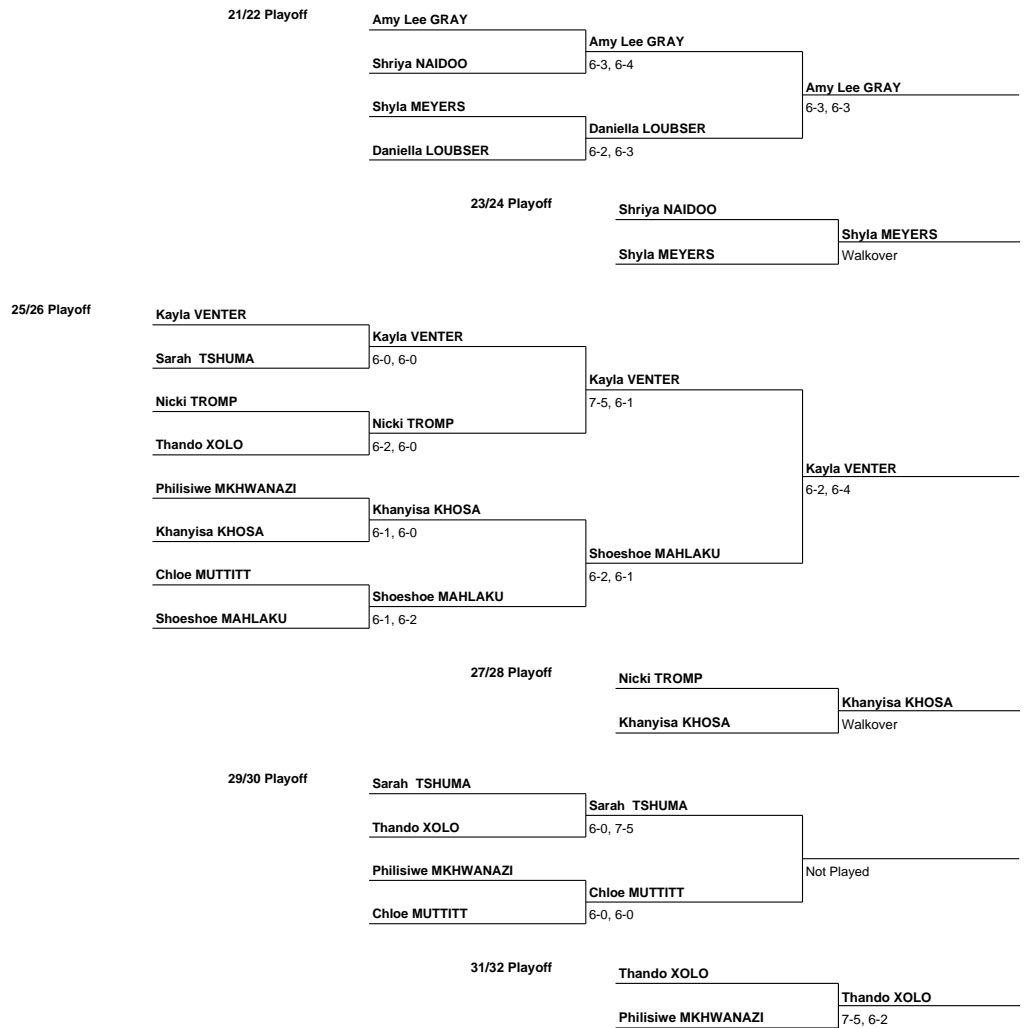 21/22 Playoff
Amy Lee GRAY
Amy Lee GRAY
Shriya NAIDOO
6-3, 6-4
Amy Lee GRAY
Shyla MEYERS
6-3, 6-3
Daniella LOUBSER
Daniella LOUBSER
6-2, 6-3
23/24 Playoff
Shriya NAIDOO
Shyla MEYERS
Shyla MEYERS
Walkover
25/26 Playoff
Kayla VENTER
Kayla VENTER
Sarah TSHUMA
6-0, 6-0
Kayla VENTER
Nicki TROMP
7-5, 6-1
Nicki TROMP
Thando XOLO
6-2, 6-0
Kayla VENTER
Philisiwe MKHWANAZI
6-2, 6-4
Khanyisa KHOSA
Khanyisa KHOSA
6-1, 6-0
Shoeshoe MAHLAKU
Chloe MUTTITT
6-2, 6-1
Shoeshoe MAHLAKU
Shoeshoe MAHLAKU
6-1, 6-2
27/28 Playoff
Nicki TROMP
Khanyisa KHOSA
Khanyisa KHOSA
Walkover
29/30 Playoff
Sarah TSHUMA
Sarah TSHUMA
Thando XOLO
6-0, 7-5
Philisiwe MKHWANAZI
Not Played
Chloe MUTTITT
Chloe MUTTITT
6-0, 6-0
31/32 Playoff
Thando XOLO
Thando XOLO
Philisiwe MKHWANAZI
7-5, 6-2